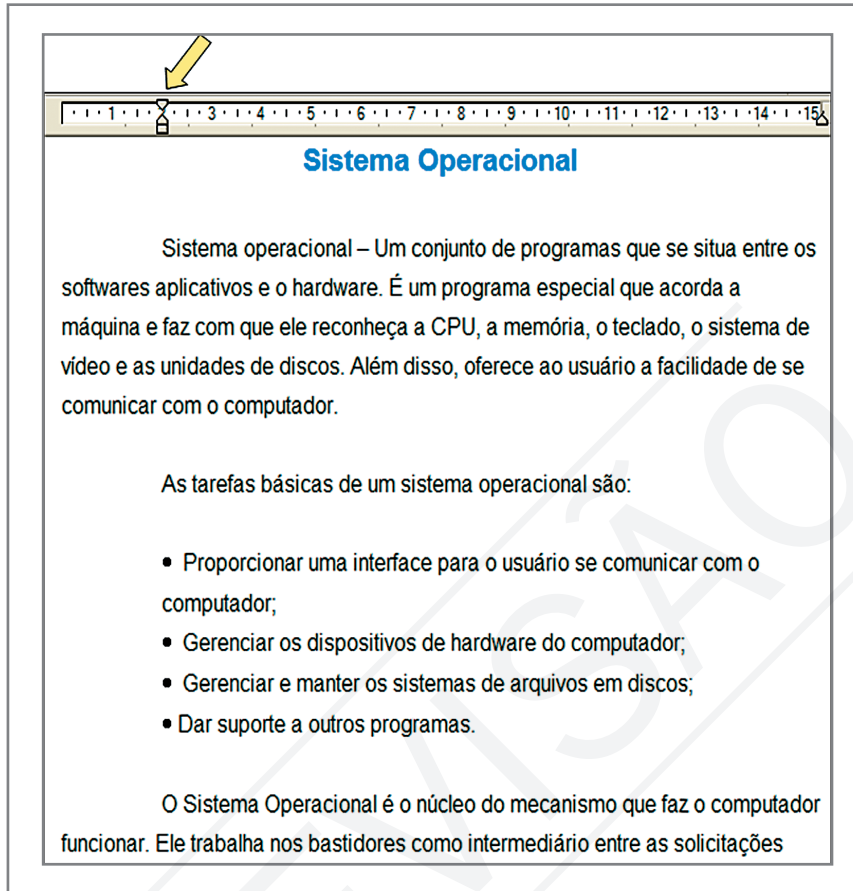 1 2 3 4 5 6 7 8 9 10 11 12 13 14 15
Sistema Operacional
Sistema operacional – Um conjunto de programas que se situa entre os
softwares aplicativos e o hardware. É um programa especial que acorda a
máquina e faz com que ele reconheça a CPU, a memória, o teclado, o sistema de
vídeo e as unidades de discos. Além disso, oferece ao usuário a facilidade de se
comunicar com o computador.
As tarefas básicas de um sistema operacional são:
• Proporcionar uma interface para o usuário se comunicar com o
computador;
• Gerenciar os dispositivos de hardware do computador;
• Gerenciar e manter os sistemas de arquivos em discos;
• Dar suporte a outros programas.
O Sistema Operacional é o núcleo do mecanismo que faz o computador
funcionar. Ele trabalha nos bastidores como intermediário entre as solicitações